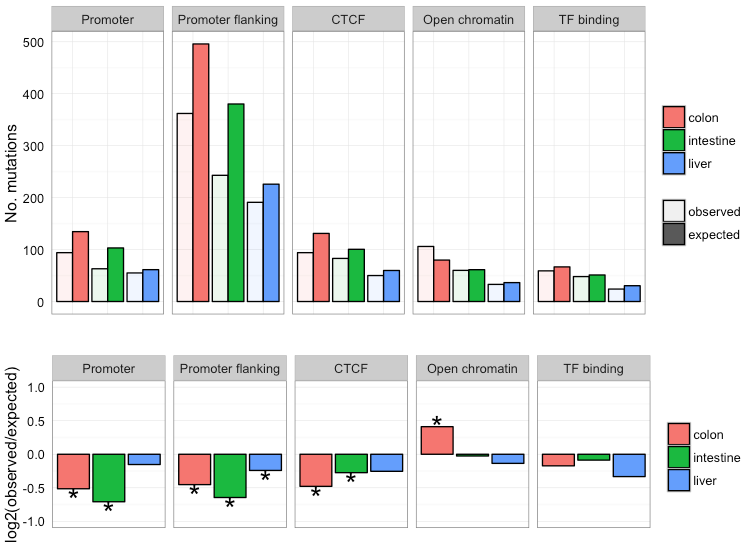 Promoter Promoter flanking CTCF Open chromatin TF binding
No. mutations
500
400
300
200
100
0
colon
intestine
liver
observed
expected
Promoter Promoter flanking CTCF Open chromatin TF binding
log2(observed/expected)
1.0
0.5
0.0
-0.5
-1.0
* * * * * * * *
colon
intestine
liver